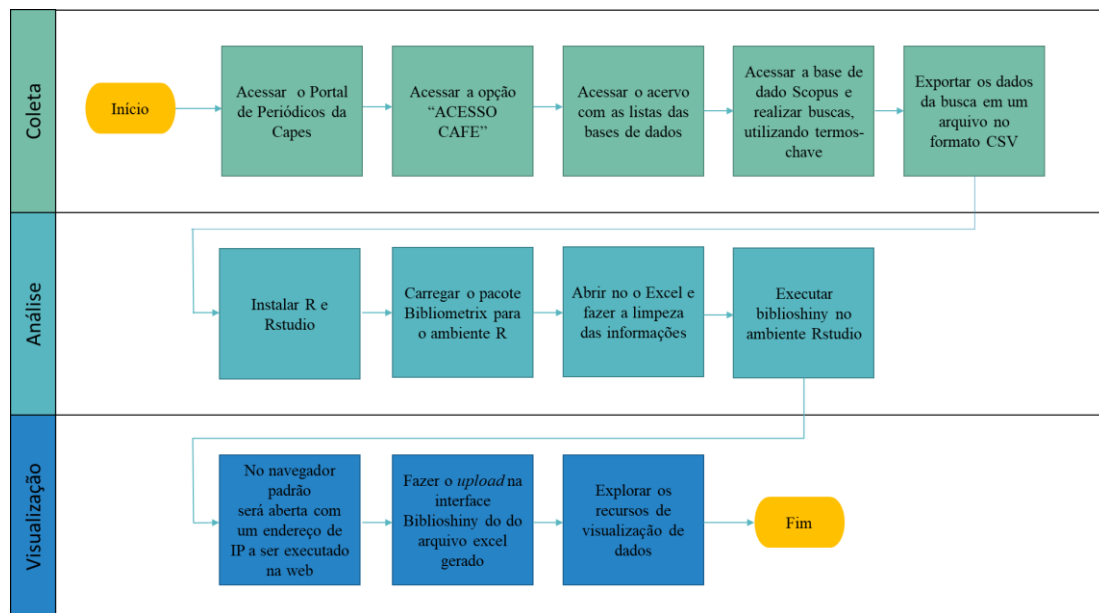 Coleta
Início
Acessar o Portal
de Periódicos da
Capes
Acessar a opção
“ACESSO
CAFE”
Acessar o acervo
com as listas das
bases de dados
Acessar a base de
dado Scopus e
realizar buscas,
utilizando termos-
chave
Exportar os dados
da busca em um
arquivo no
formato CSV
Análise
Instalar R e
Rstudio
Carregar o pacote
Bibliometrix para
o ambiente R
Abrir no o Excel e
fazer a limpeza
das informações
Executar
biblioshiny no
ambiente Rstudio
Visualização
No navegador
padrão
será aberta com
um endereço de
IP a ser executado
na web
Fazer o upload na
interface
Biblioshiny do do
arquivo excel
gerado
Explorar os
recursos de
visualização de
dados
Fim